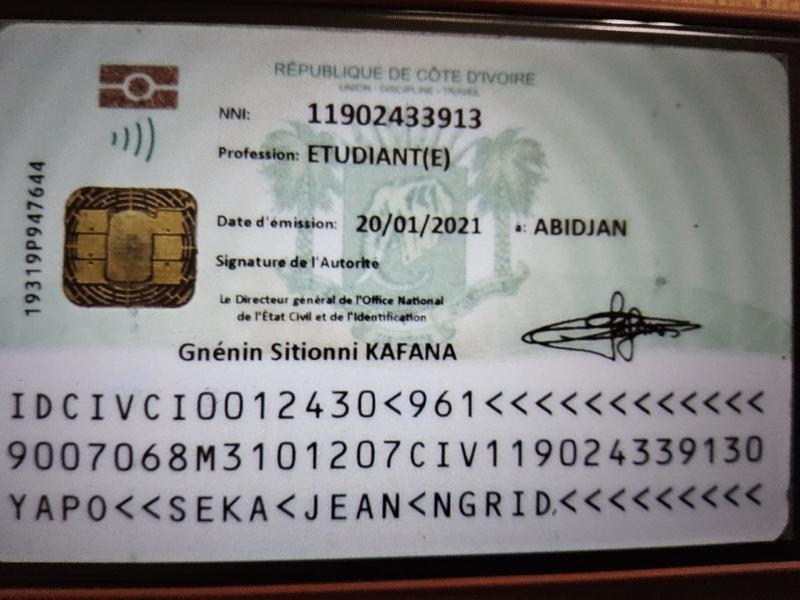 RÉPUBLIQUE DE CÔTE D'IVOIRE
UNION - DISCIPLINE - TRAVAIL
NNI: 11902433913
Profession: ETUDIANT(E)
Date d'émission: 20/01/2021 à: ABIDJAN
Signature de l'Autorité
Le Directeur général de l'Office National
de l'État Civil et de l'Identification
Gnénin Sitionni KAFANA
19319P947644
IDCIVCI0012430<961<<<<<<<<<<<<
9007068M3101207CIV119024339130
YAPO<<SEKA<JEAN<NGRID<<<<<<<<<